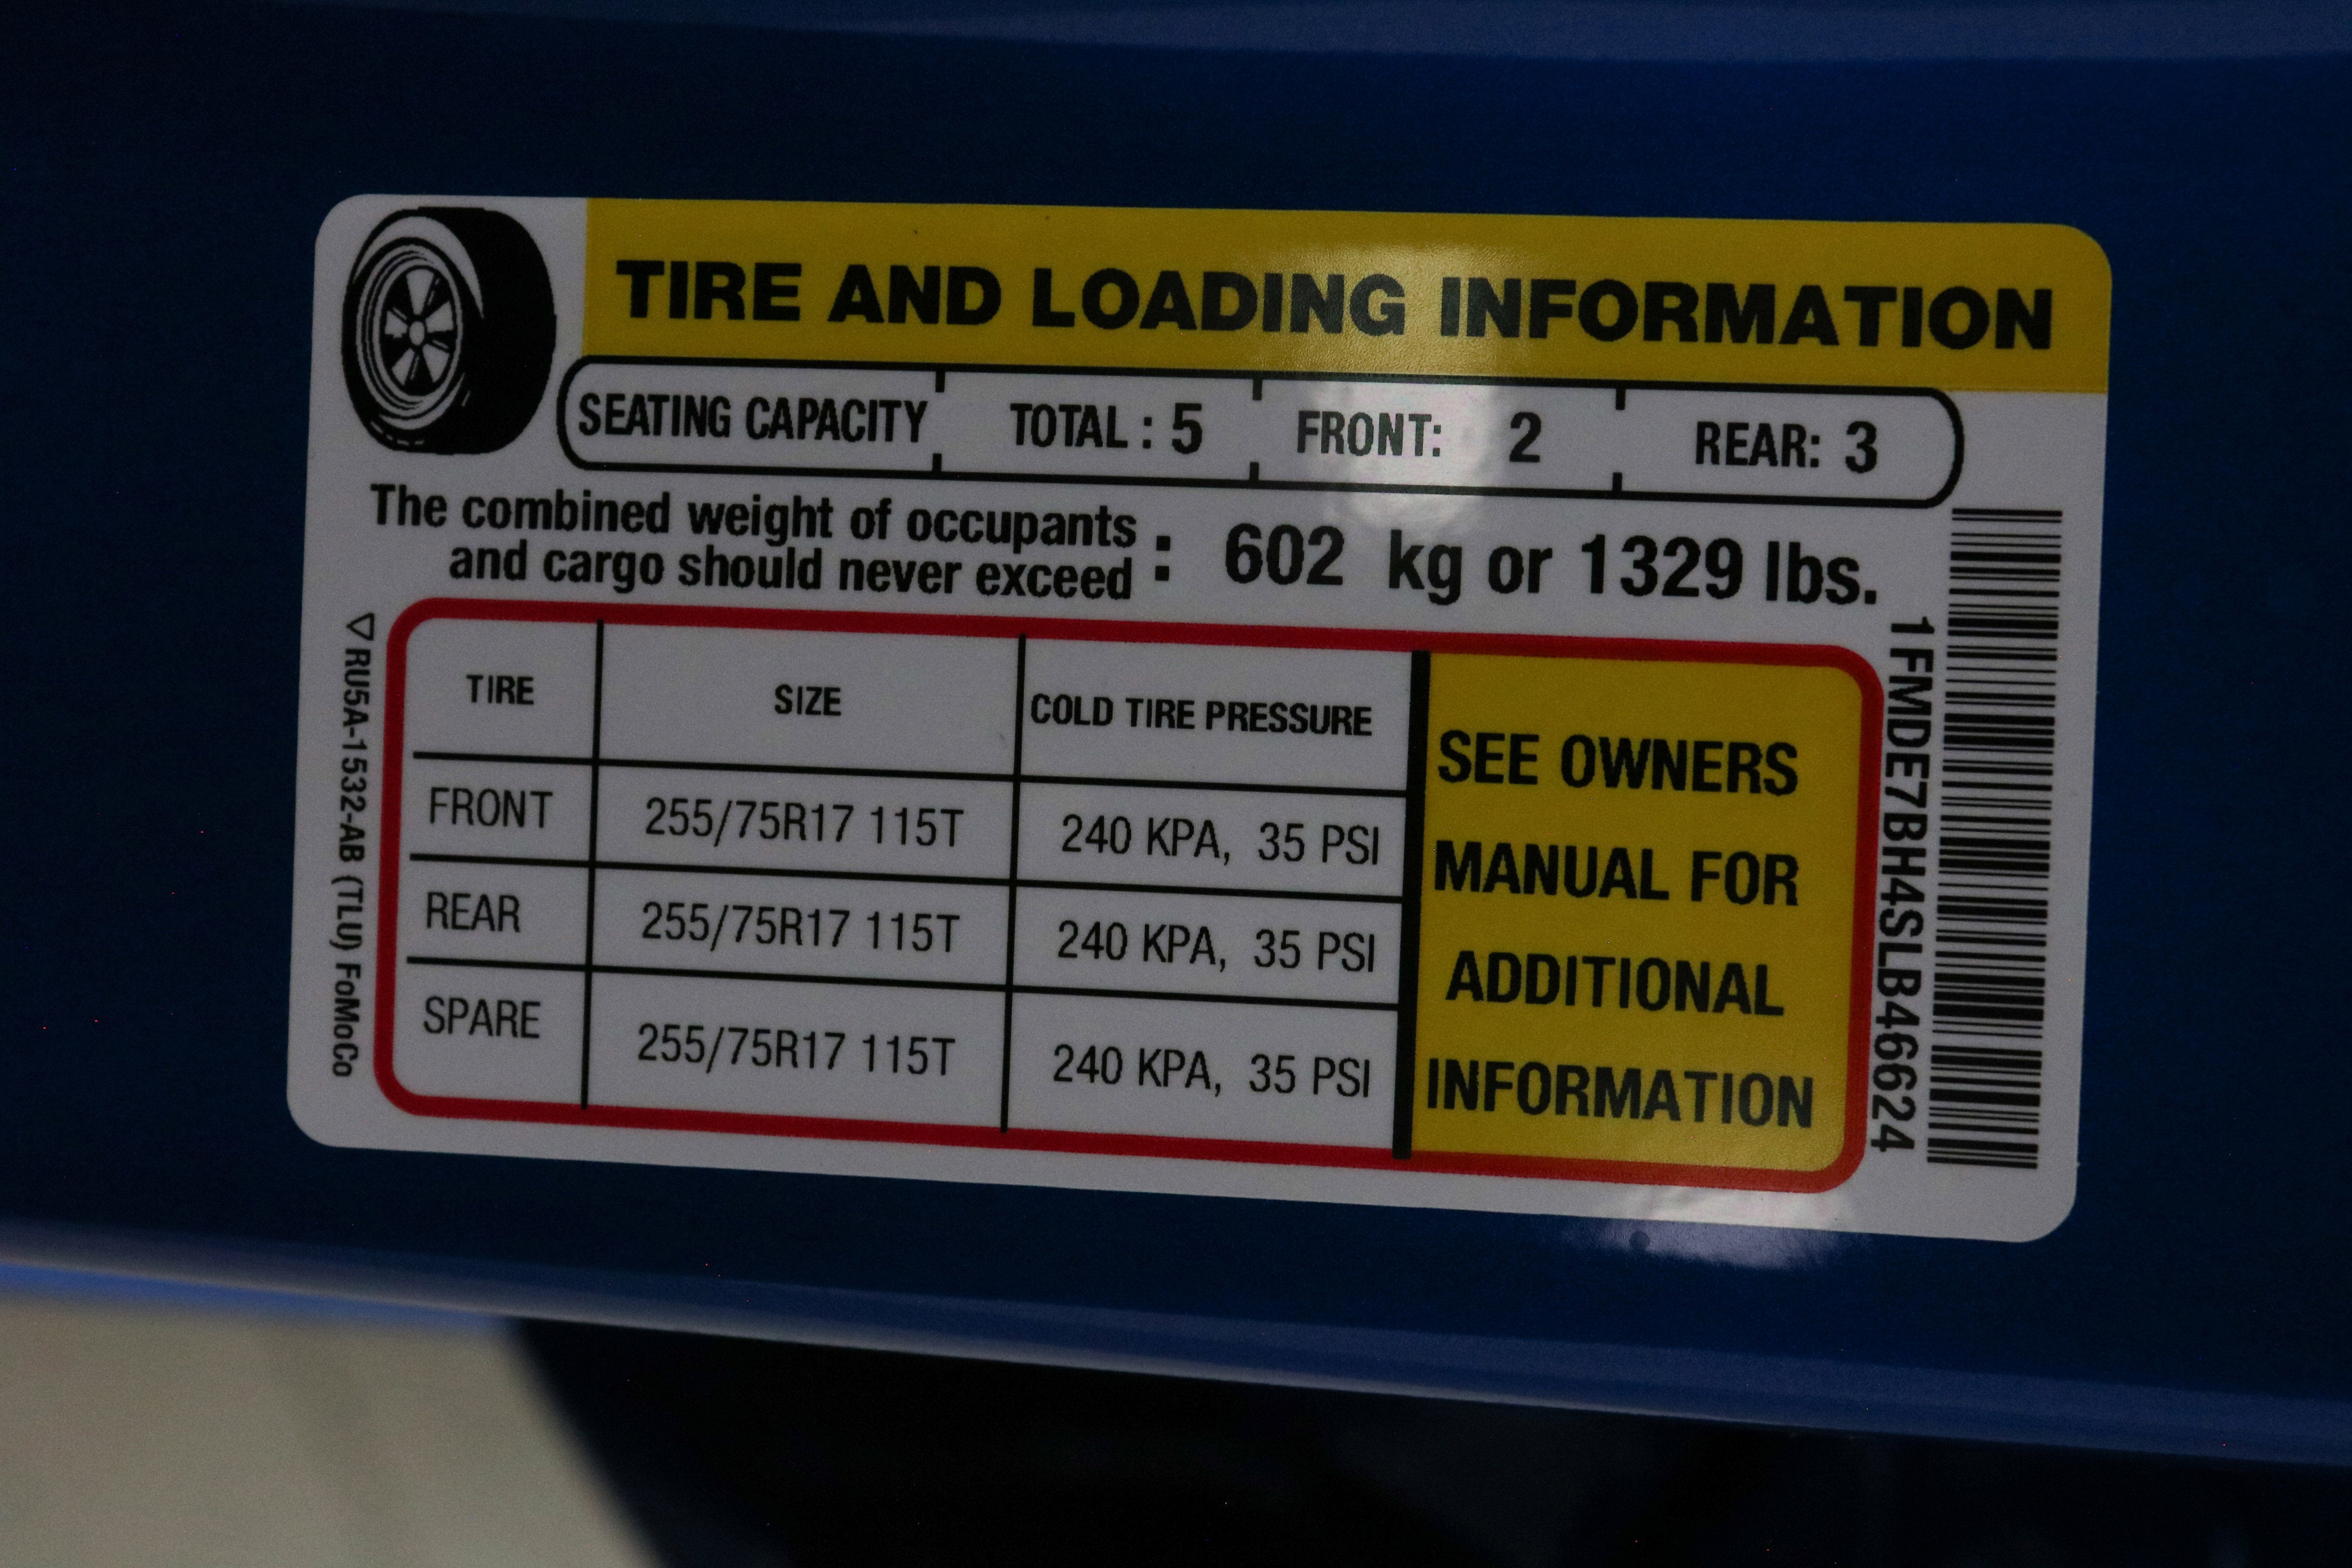 TIRE AND LOADING INFORMATION
SEATING CAPACITY TOTAL : 5 FRONT: 2 REAR: 3
The combined weight of occupants
and cargo should never exceed : 602 kg or 1329 lbs.
TIRE SIZE COLD TIRE PRESSURE
FRONT 255/75R17 115T 240 KPA, 35 PSI
REAR 255/75R17 115T 240 KPA, 35 PSI
SPARE 255/75R17 115T 240 KPA, 35 PSI
SEE OWNERS
MANUAL FOR
ADDITIONAL
INFORMATION
1FMDE7BH4SLB46624
RU5A-1532-AB (TLU) FoMoCo